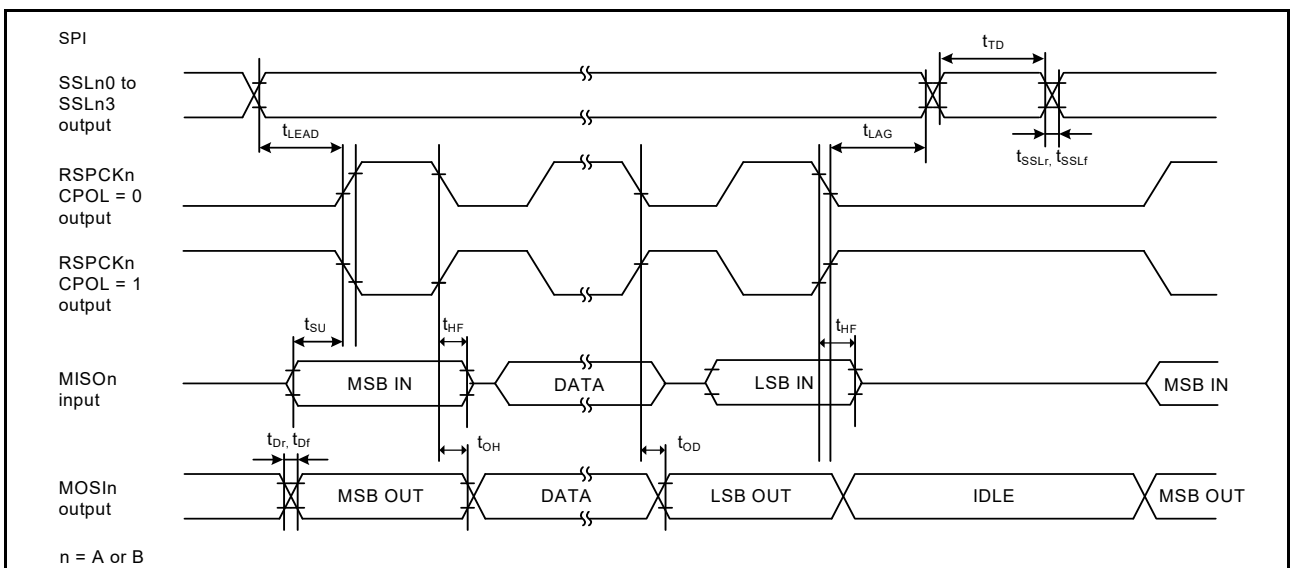 SPI
tTD
SSLn0 to
SSLn3
output
tLEAD
tLAG
tSSLr, tSSLf
RSPCKn
CPOL = 0
output
RSPCKn
CPOL = 1
output
tSU
tHF
tHF
MISOn
input
MSB IN
DATA
LSB IN
MSB IN
tDr, tDf
tOH
tOD
MOSIn
output
MSB OUT
DATA
LSB OUT
IDLE
MSB OUT
n = A or B